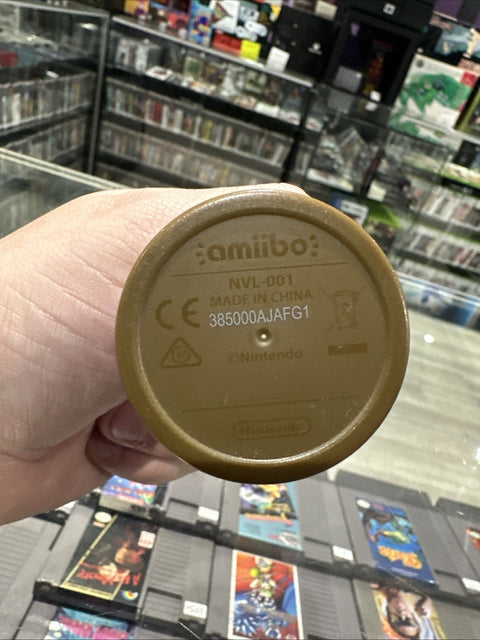 amiibo
NVL-001
MADE IN CHINA
CE
385000AJAFG1
©Nintendo
Nintendo